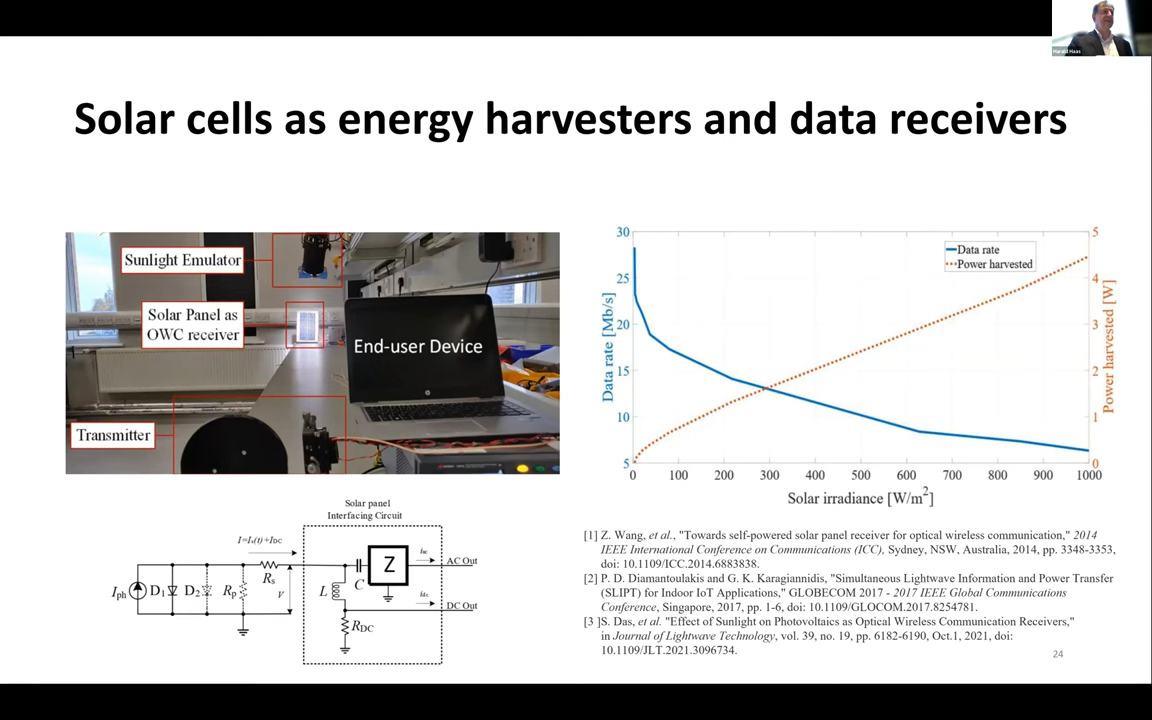 Harald Haas
Solar cells as energy harvesters and data receivers
Sunlight Emulator
Solar Panel as
OWC receiver
End-user Device
Transmitter
30
25
20
15
10
5
Data rate [Mb/s]
Data rate
Power harvested
5
4
3
2
1
0
Power harvested [W]
0 100 200 300 400 500 600 700 800 900 1000
Solar irradiance [W/m²]
Solar panel
Interfacing Circuit
AC Out
DC Out
Iph
D1
D2
Rp
Rs
V
L
C
Z
RDC
iac
idc
[1] Z. Wang, et al., "Towards self-powered solar panel receiver for optical wireless communication," 2014
IEEE International Conference on Communications (ICC), Sydney, NSW, Australia, 2014, pp. 3348-3353,
doi: 10.1109/ICC.2014.6883838.
[2] P. D. Diamantoulakis and G. K. Karagiannidis, "Simultaneous Lightwave Information and Power Transfer
(SLIPT) for Indoor IoT Applications," GLOBECOM 2017 - 2017 IEEE Global Communications
Conference, Singapore, 2017, pp. 1-6, doi: 10.1109/GLOCOM.2017.8254781.
[3 ]S. Das, et al. "Effect of Sunlight on Photovoltaics as Optical Wireless Communication Receivers,"
in Journal of Lightwave Technology, vol. 39, no. 19, pp. 6182-6190, Oct.1, 2021, doi:
10.1109/JLT.2021.3096734.
24